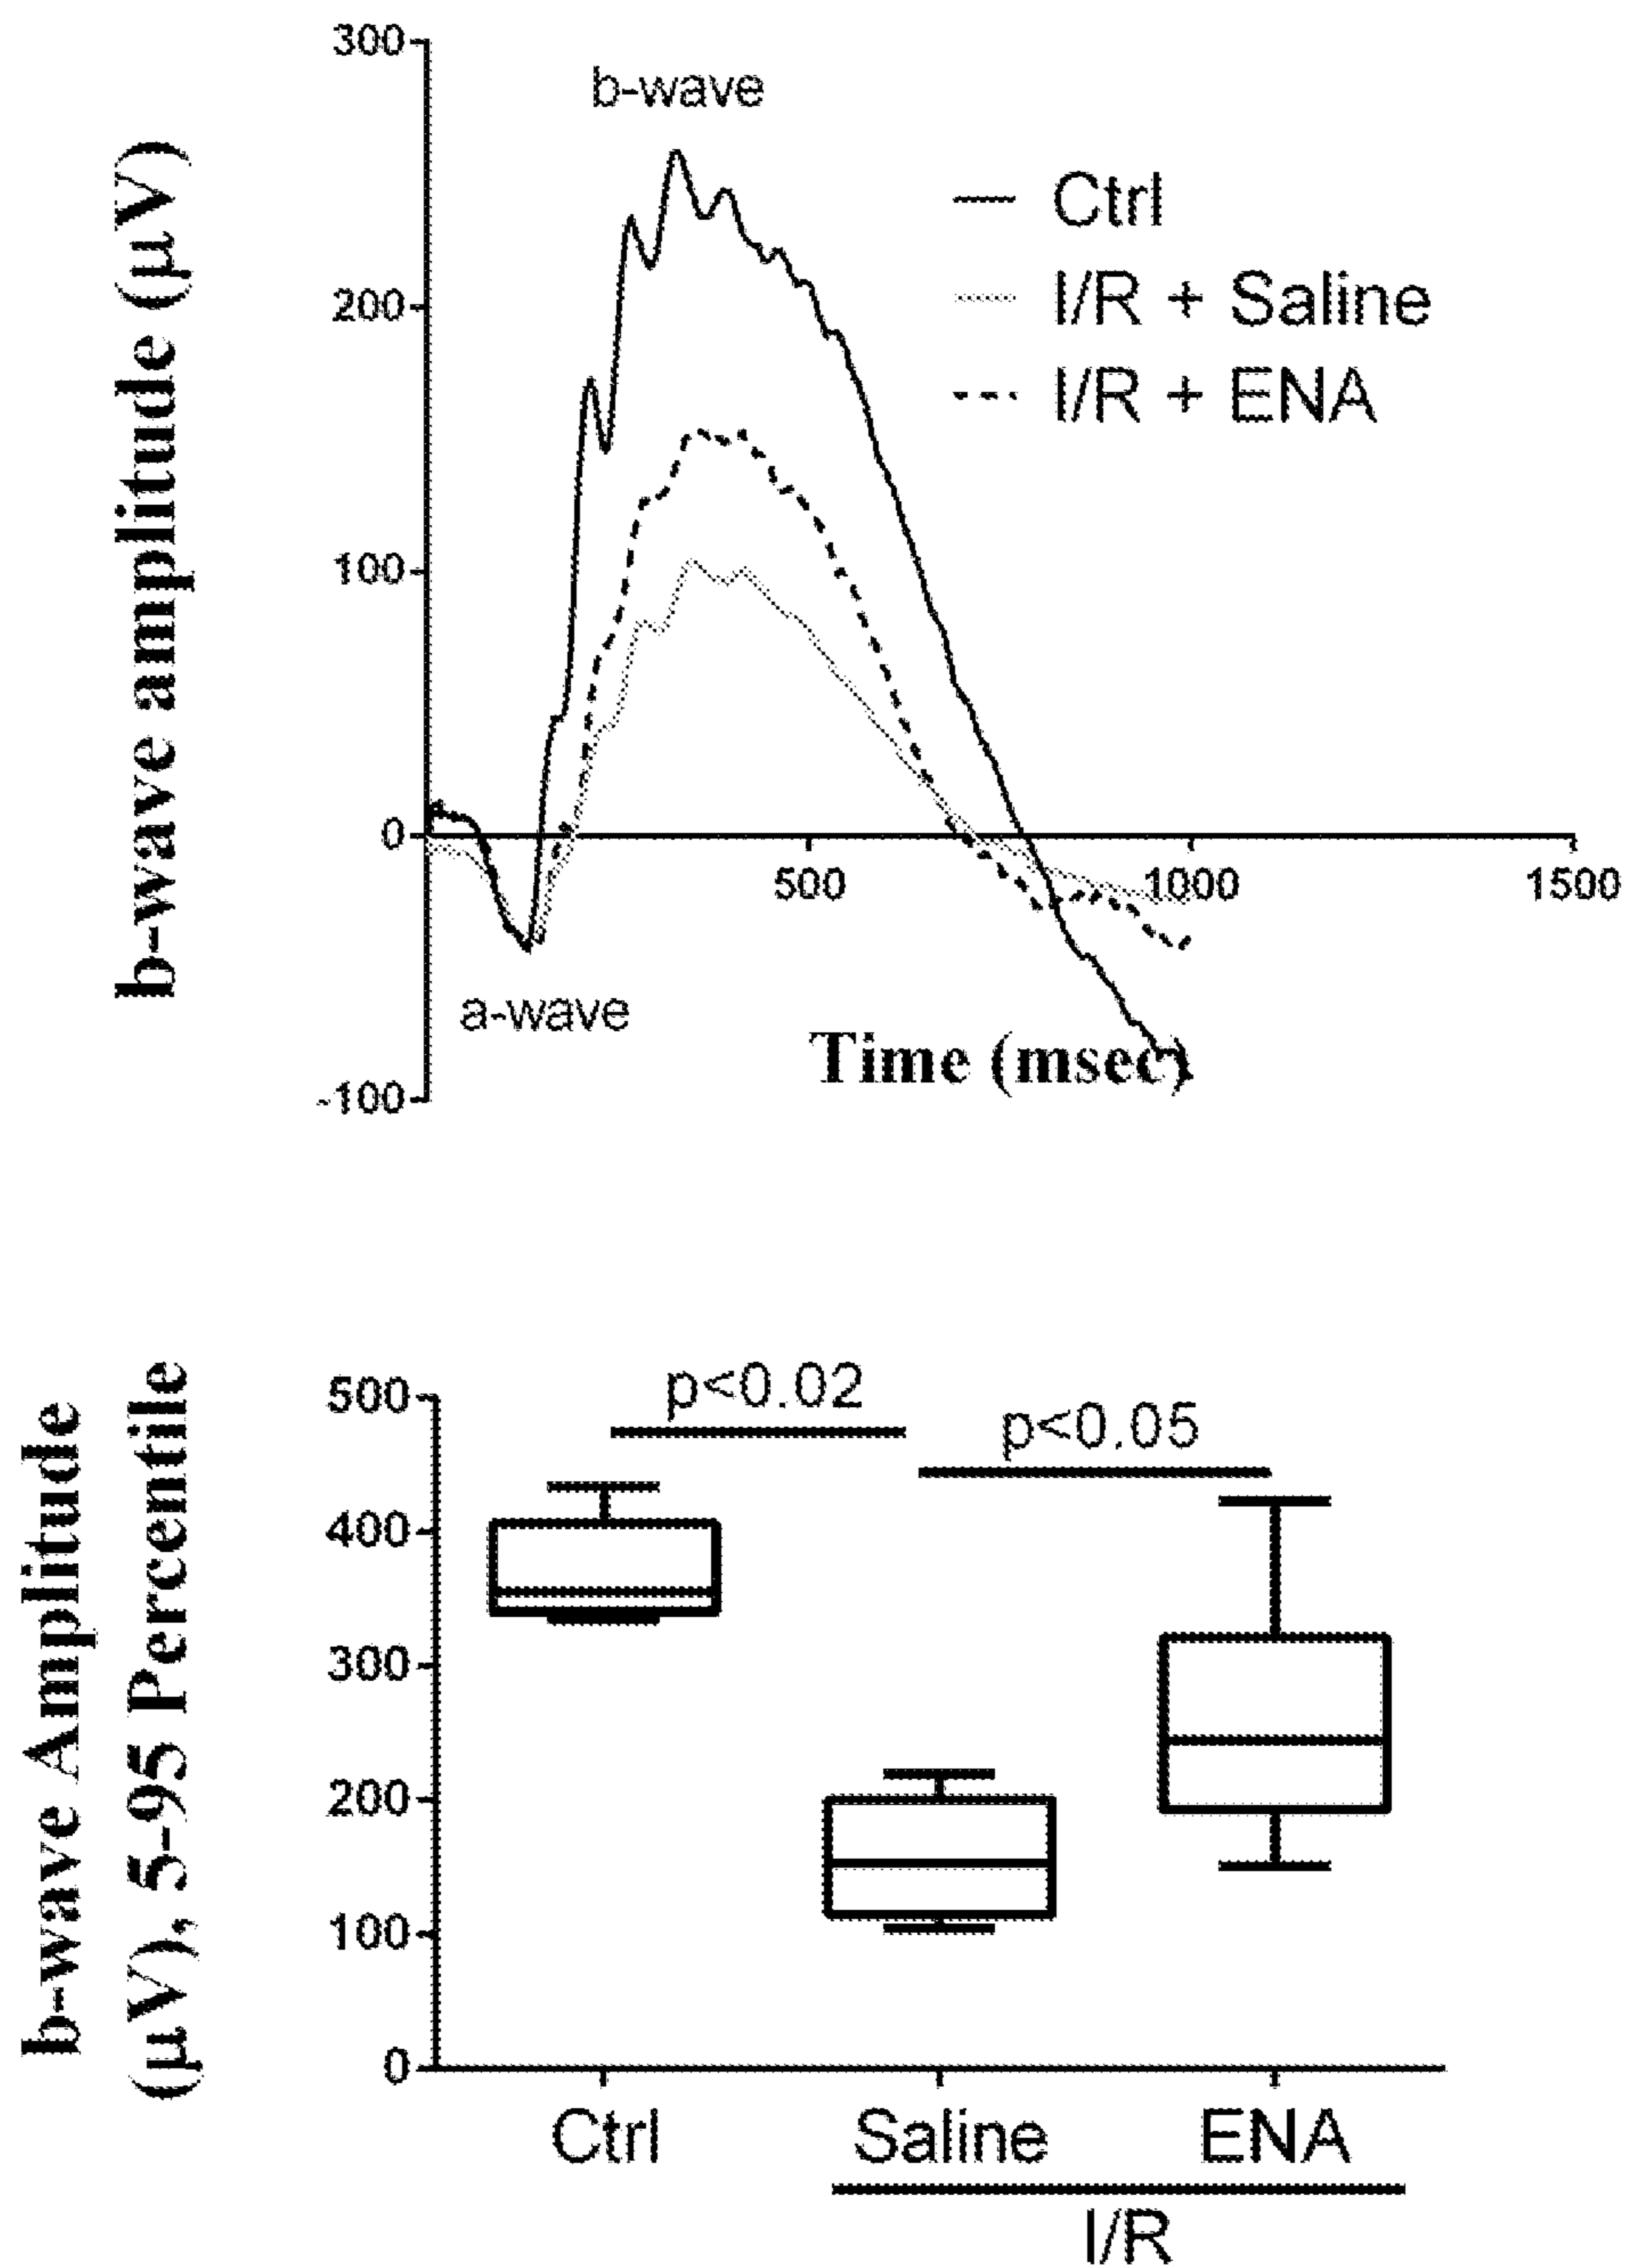 b-wave amplitude (µV)
300
200
100
0
-100
b-wave
Ctrl
I/R + Saline
I/R + ENA
500
1000
1500
a-wave
Time (msec)
b-wave Amplitude
(µV), 5-95 Percentile
500
400
300
200
100
0
p<0.02
p<0.05
Ctrl
Saline
ENA
I/R